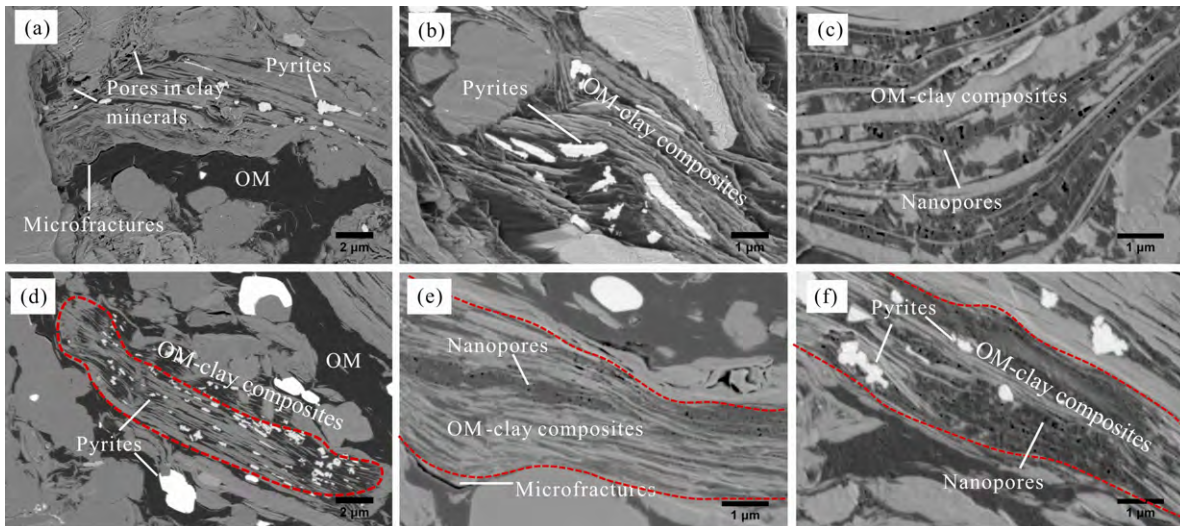 (a)
Pyrites
Pores in clay
minerals
OM
Microfractures
2 μm
(b)
Pyrites
OM-clay composites
1 μm
(c)
OM-clay composites
Nanopores
1 μm
(d)
OM-clay composites
OM
Pyrites
2 μm
(e)
Nanopores
OM-clay composites
Microfractures
1 μm
(f)
Pyrites
OM-clay composites
Nanopores
1 μm